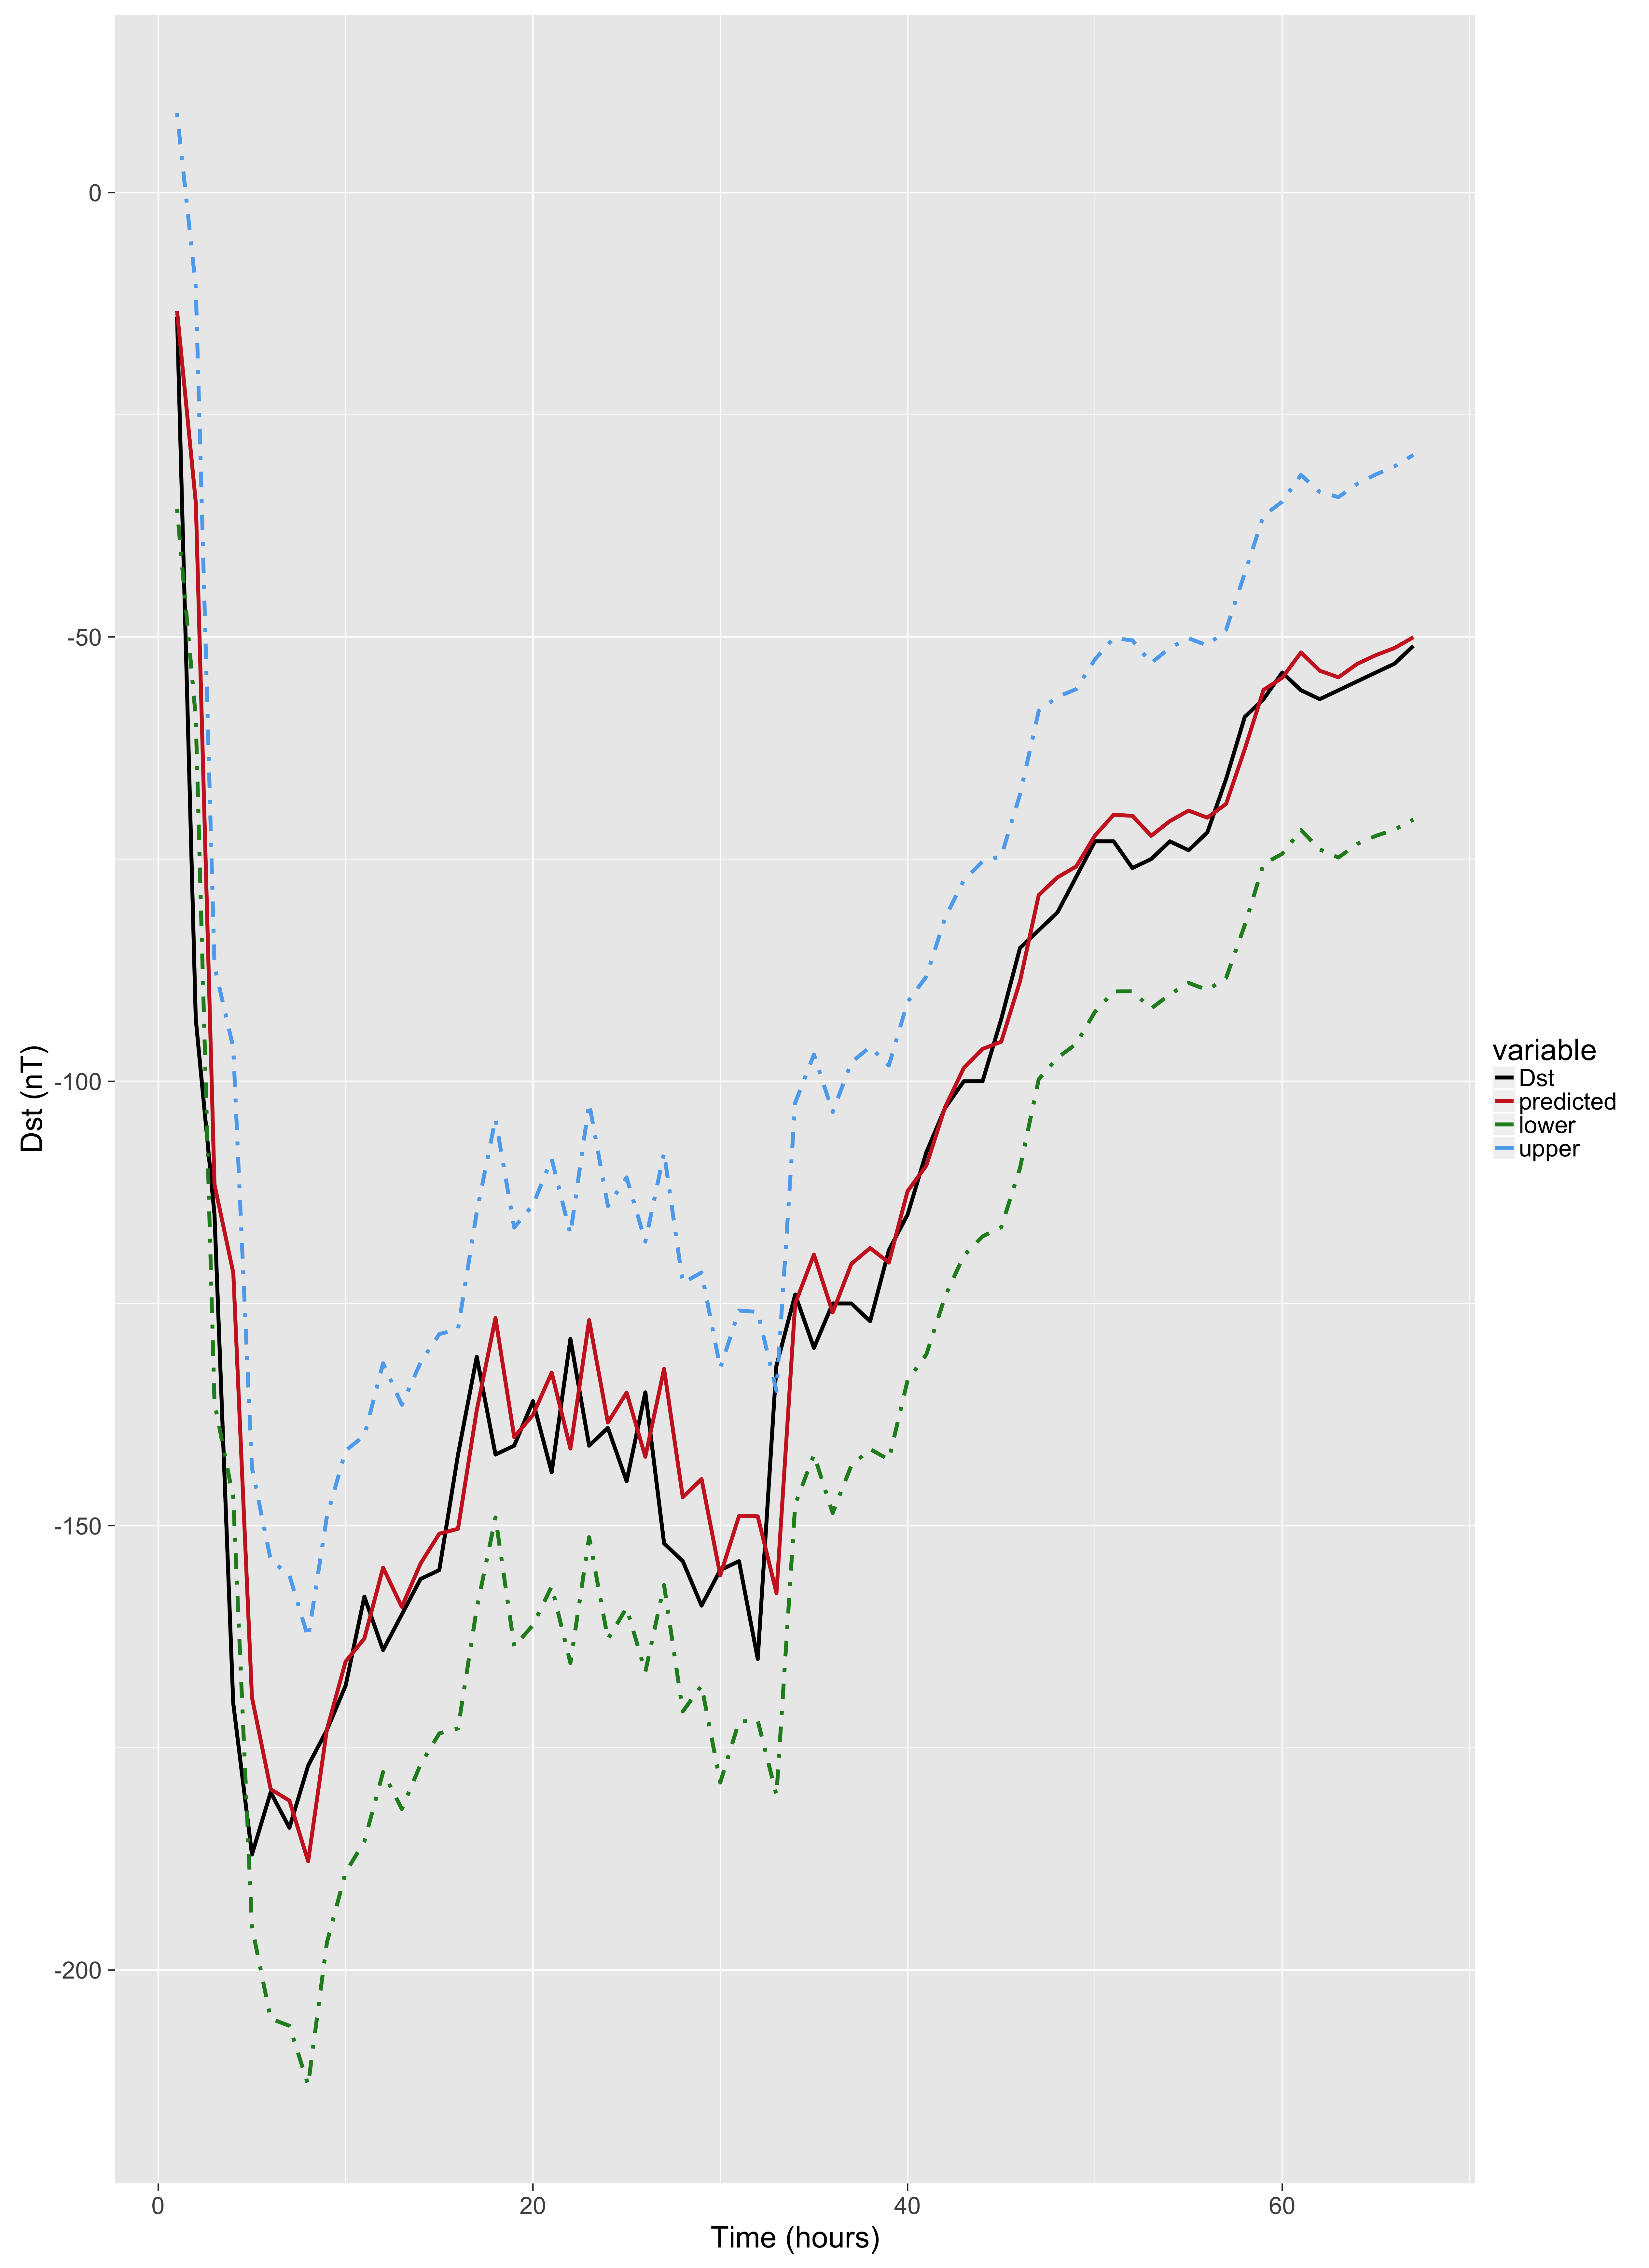 0
-50
-100
-150
-200
Dst (nT)
0
20
40
60
Time (hours)
variable
Dst
predicted
lower
upper